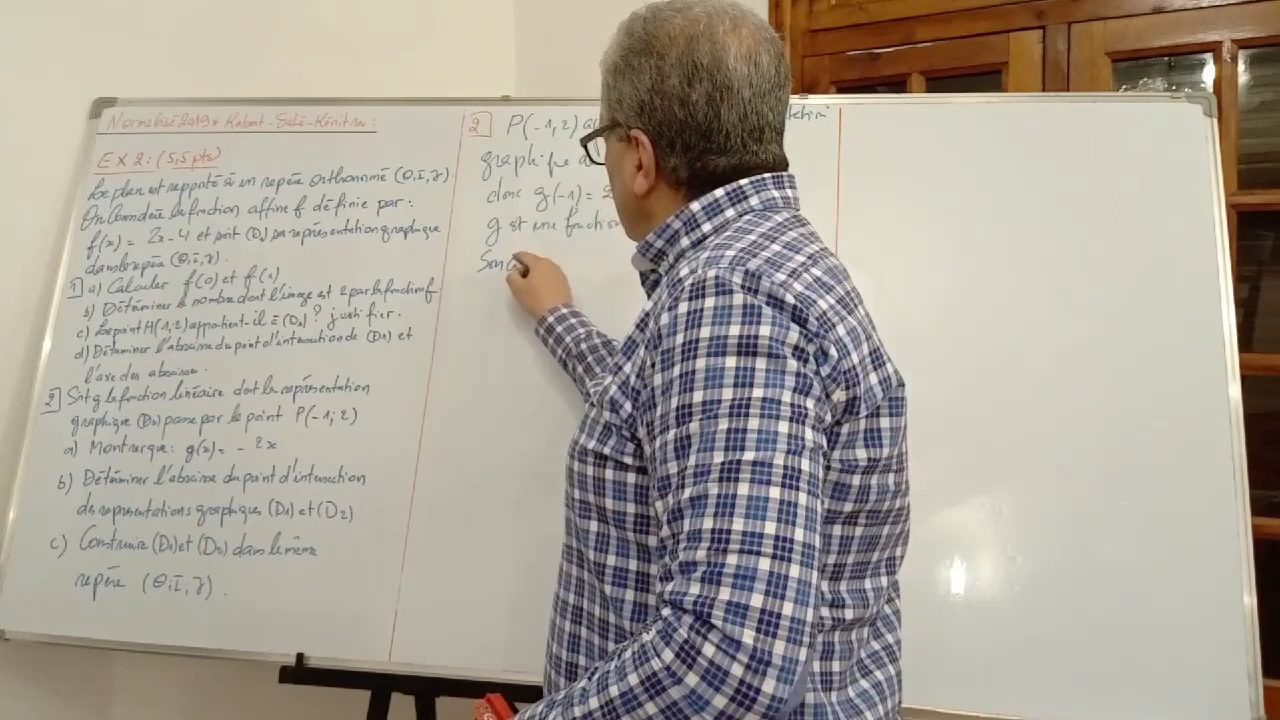 Normalisé 2019 * Rabat-Salé-Kénitra :
EX 2 : (5,5 pts)
Le plan est rapporté à un repère orthonormé (O,I,J).
On considère la fonction affine f définie par :
f(x) = 2x - 4 et soit (D1) sa représentation graphique
dans le repère (O,I,J).
1 a) Calculer f(0) et f(1)
b) Déterminer le nombre dont l'image est 2 par la fonction f.
c) Le point H(1,2) appartient-il à (D1) ? justifier.
d) Déterminer l'abscisse du point d'intersection de (D1) et
l'axe des abscisses.
2 Soit g la fonction linéaire dont la représentation
graphique (D2) passe par le point P(-1; 2)
a) Montrer que : g(x) = - 2x
b) Déterminer l'abscisse du point d'intersection
des représentations graphiques (D1) et (D2)
c) Construire (D1) et (D2) dans le même
repère (O,I,J).
2 P(-1,2)
graphique
donc g(-1) = 2
g est une fonction
Son